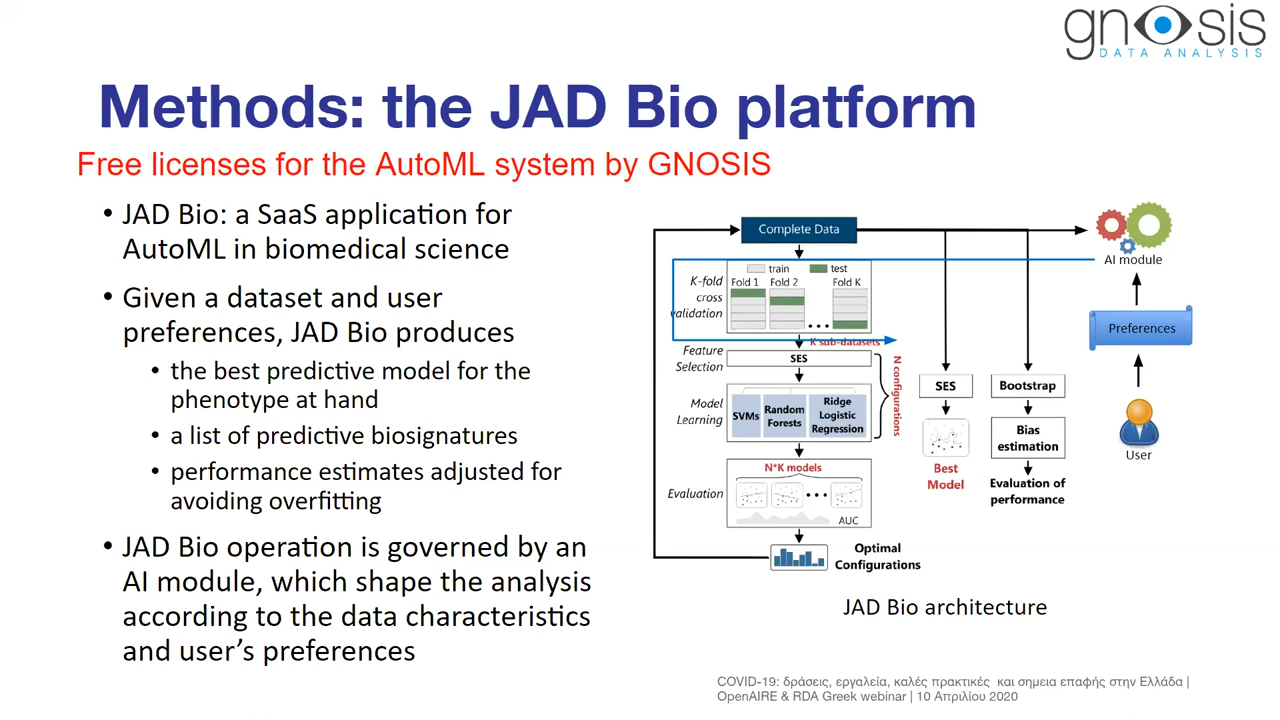 gnosis
DATA ANALYSIS
Methods: the JAD Bio platform
Free licenses for the AutoML system by GNOSIS
• JAD Bio: a SaaS application for
AutoML in biomedical science
• Given a dataset and user
preferences, JAD Bio produces
• the best predictive model for the
phenotype at hand
• a list of predictive biosignatures
• performance estimates adjusted for
avoiding overfitting
• JAD Bio operation is governed by an
AI module, which shape the analysis
according to the data characteristics
and user’s preferences
Complete Data
train test
Fold 1 Fold 2 Fold K
K-fold
cross
validation
K sub-datasets
Feature
Selection
SES
Model
Learning
SVMs
Random
Forests
Ridge
Logistic
Regression
N configurations
N*K models
Evaluation
AUC
Optimal
Configurations
SES
Best
Model
Bootstrap
Bias
estimation
Evaluation of
performance
AI module
Preferences
User
JAD Bio architecture
COVID-19: δράσεις, εργαλεία, καλές πρακτικές και σημεια επαφής στην Ελλάδα |
OpenAIRE & RDA Greek webinar | 10 Απριλίου 2020